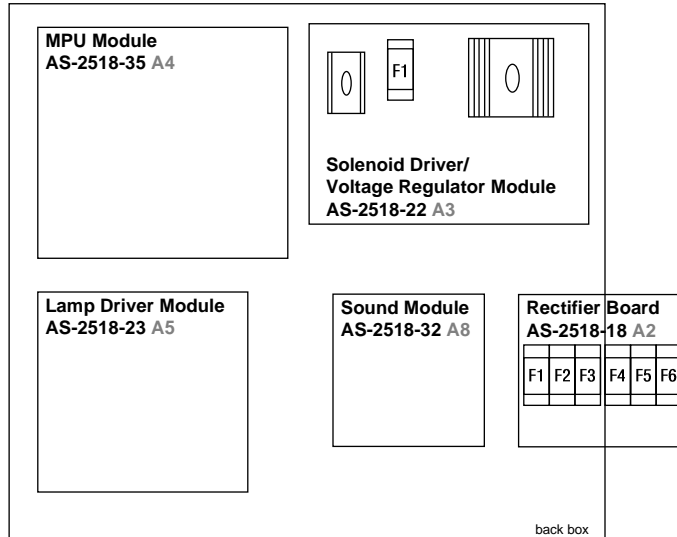 MPU Module
AS-2518-35 A4
F1
Solenoid Driver/
Voltage Regulator Module
AS-2518-22 A3
Lamp Driver Module
AS-2518-23 A5
Sound Module
AS-2518-32 A8
Rectifier Board
AS-2518-18 A2
F1 F2 F3 F4 F5 F6
back box